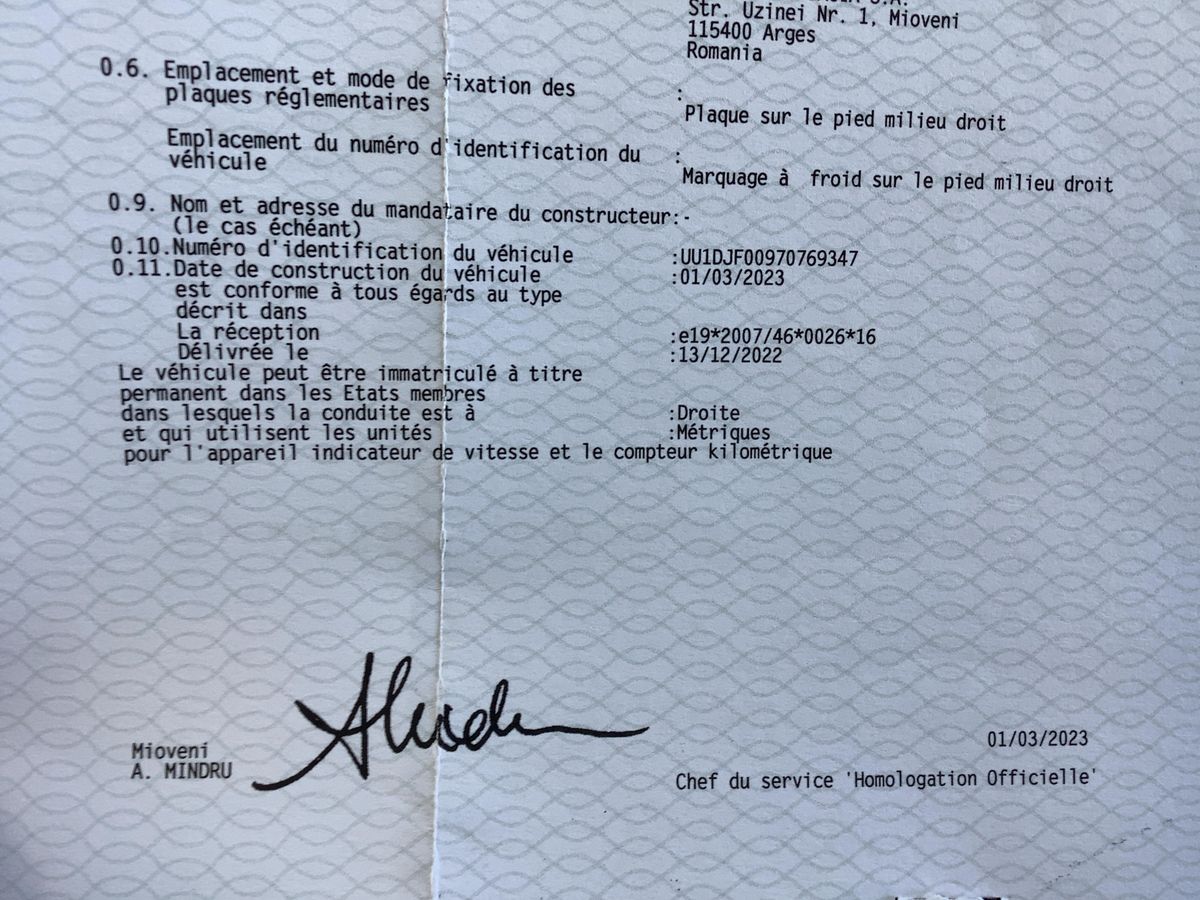 Str. Uzinei Nr. 1, Mioveni
115400 Arges
Romania
0.6. Emplacement et mode de fixation des
plaques réglementaires :
Plaque sur le pied milieu droit
Emplacement du numéro d'identification du
véhicule :
Marquage à froid sur le pied milieu droit
0.9. Nom et adresse du mandataire du constructeur:-
(le cas échéant)
0.10.Numéro d'identification du véhicule :UU1DJF00970769347
0.11.Date de construction du véhicule :01/03/2023
est conforme à tous égards au type
décrit dans
La réception :e19*2007/46*0026*16
Délivrée le :13/12/2022
Le véhicule peut être immatriculé à titre
permanent dans les Etats membres
dans lesquels la conduite est à :Droite
et qui utilisent les unités :Métriques
pour l'appareil indicateur de vitesse et le compteur kilométrique
Mioveni
A. MINDRU
01/03/2023
Chef du service 'Homologation Officielle'